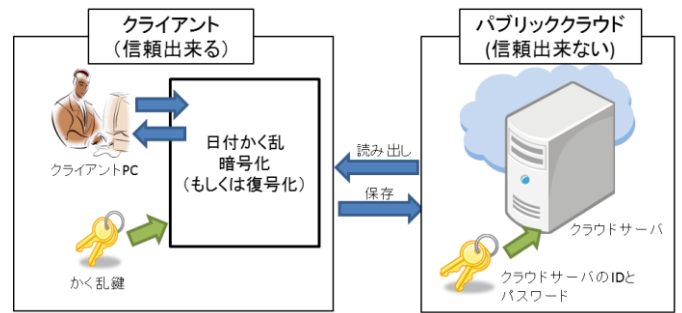 クライアント
(信頼出来る)
クライアントPC
日付かく乱
暗号化
(もしくは復号化)
かく乱鍵
読み出し
保存
パブリッククラウド
(信頼出来ない)
クラウドサーバ
クラウドサーバのIDと
パスワード